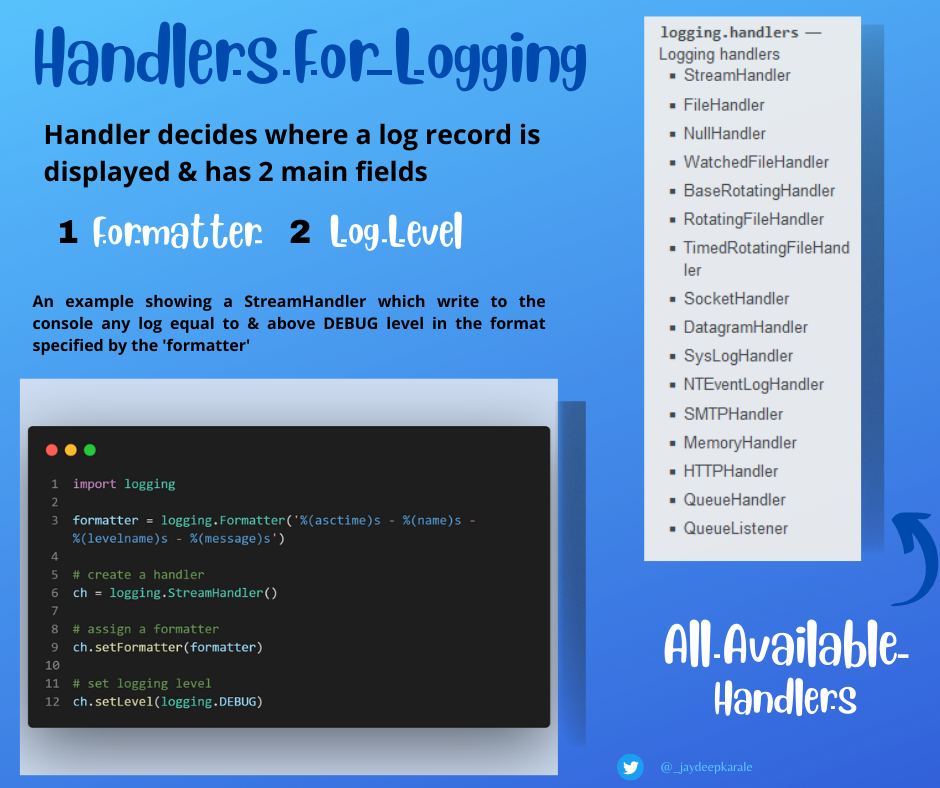 Handlers For Logging
Handler decides where a log record is
displayed & has 2 main fields
1 Formatter 2 Log Level
An example showing a StreamHandler which write to the
console any log equal to & above DEBUG level in the format
specified by the 'formatter'
1 import logging
2
3 formatter = logging.Formatter('%(asctime)s - %(name)s -
%(levelname)s - %(message)s')
4
5 # create a handler
6 ch = logging.StreamHandler()
7
8 # assign a formatter
9 ch.setFormatter(formatter)
10
11 # set logging level
12 ch.setLevel(logging.DEBUG)
logging.handlers —
Logging handlers
▪ StreamHandler
▪ FileHandler
▪ NullHandler
▪ WatchedFileHandler
▪ BaseRotatingHandler
▪ RotatingFileHandler
▪ TimedRotatingFileHand
ler
▪ SocketHandler
▪ DatagramHandler
▪ SysLogHandler
▪ NTEventLogHandler
▪ SMTPHandler
▪ MemoryHandler
▪ HTTPHandler
▪ QueueHandler
▪ QueueListener
All Available
Handlers
@_jaydeepkarale